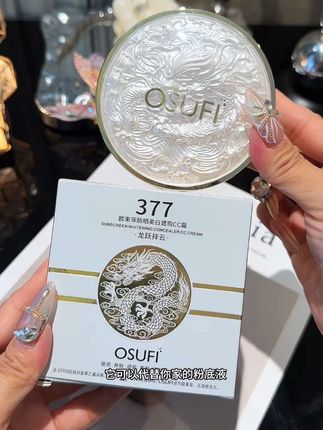 OSUFI
377
欧束菲防晒美白遮瑕CC霜
SUNSCREEN WHITENING CONCEALER CC CREAM
·龙跃祥云·
OSUFI
它可以代替你家的粉底液